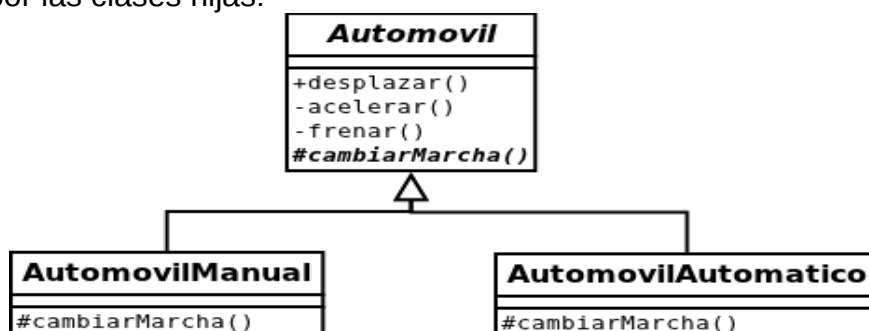 por las clases hijas.
Automovil
+desplazar()
-acelerar()
-frenar()
#cambiarMarcha()
AutomovilManual
#cambiarMarcha()
AutomovilAutomatico
#cambiarMarcha()